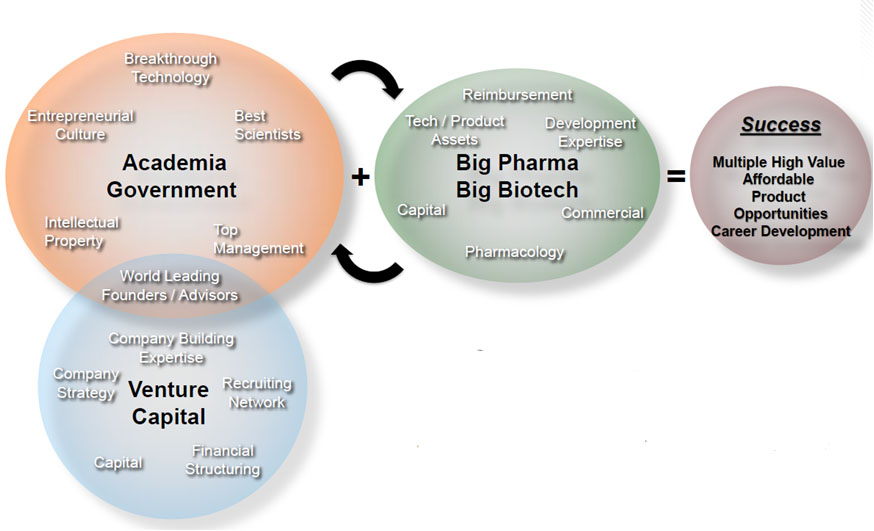 Breakthrough
Technology
Entrepreneurial
Culture
Best
Scientists
Academia
Government
Intellectual
Property
Top
Management
World Leading
Founders / Advisors
Company Building
Expertise
Company
Strategy
Venture
Capital
Recruiting
Network
Capital
Financial
Structuring
+
Reimbursement
Tech / Product
Assets
Development
Expertise
Big Pharma
Big Biotech
Capital
Commercial
Pharmacology
=
Success
Multiple High Value
Affordable
Product
Opportunities
Career Development